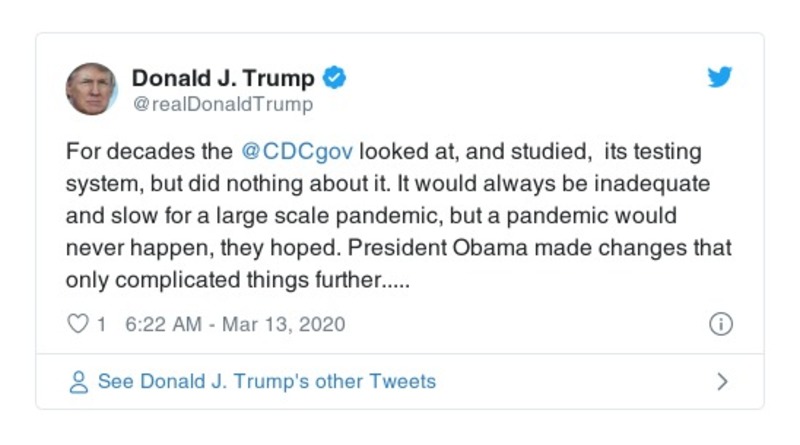 Donald J. Trump
@realDonaldTrump
For decades the @CDCgov looked at, and studied,  its testing
system, but did nothing about it. It would always be inadequate
and slow for a large scale pandemic, but a pandemic would
never happen, they hoped. President Obama made changes that
only complicated things further.....
1 6:22 AM - Mar 13, 2020
See Donald J. Trump's other Tweets